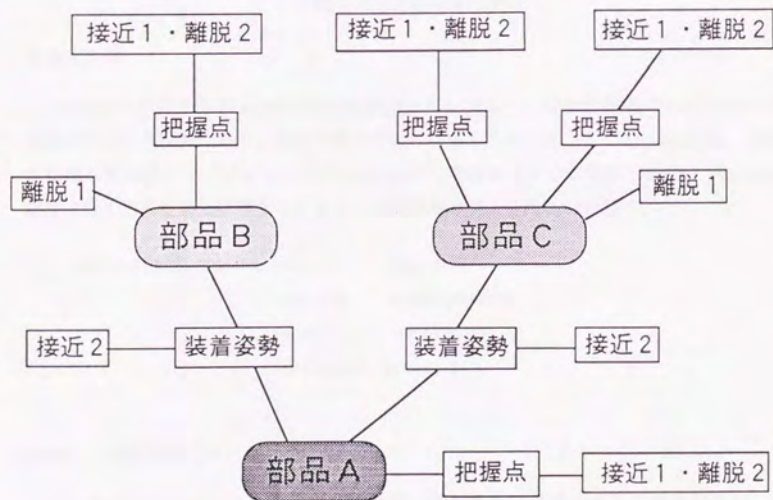 接近1・離脱2
接近1・離脱2
接近1・離脱2
把握点
把握点
把握点
離脱1
離脱1
部品B
部品C
接近2
装着姿勢
装着姿勢
接近2
部品A
把握点
接近1・離脱2